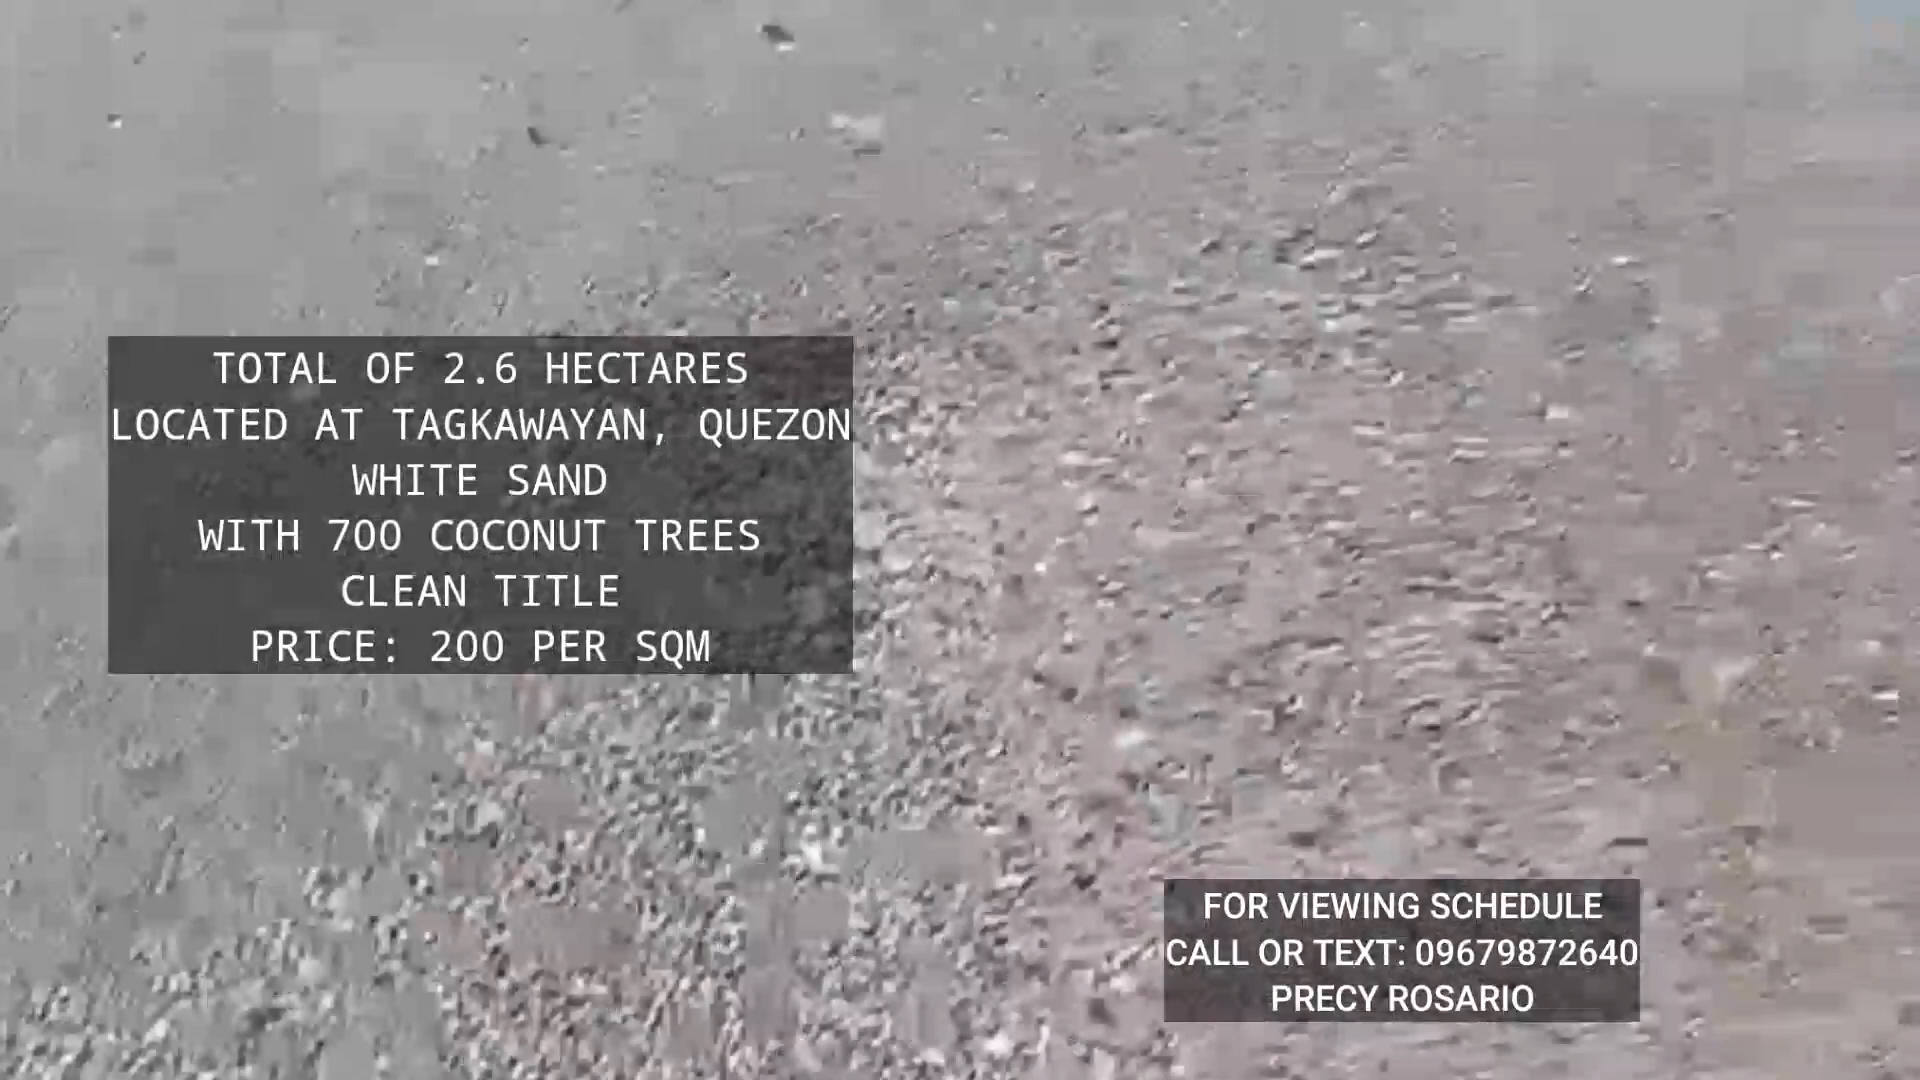 TOTAL OF 2.6 HECTARES
LOCATED AT TAGKAWAYAN, QUEZON
WHITE SAND
WITH 700 COCONUT TREES
CLEAN TITLE
PRICE: 200 PER SQM
FOR VIEWING SCHEDULE
CALL OR TEXT: 09679872640
PRECY ROSARIO